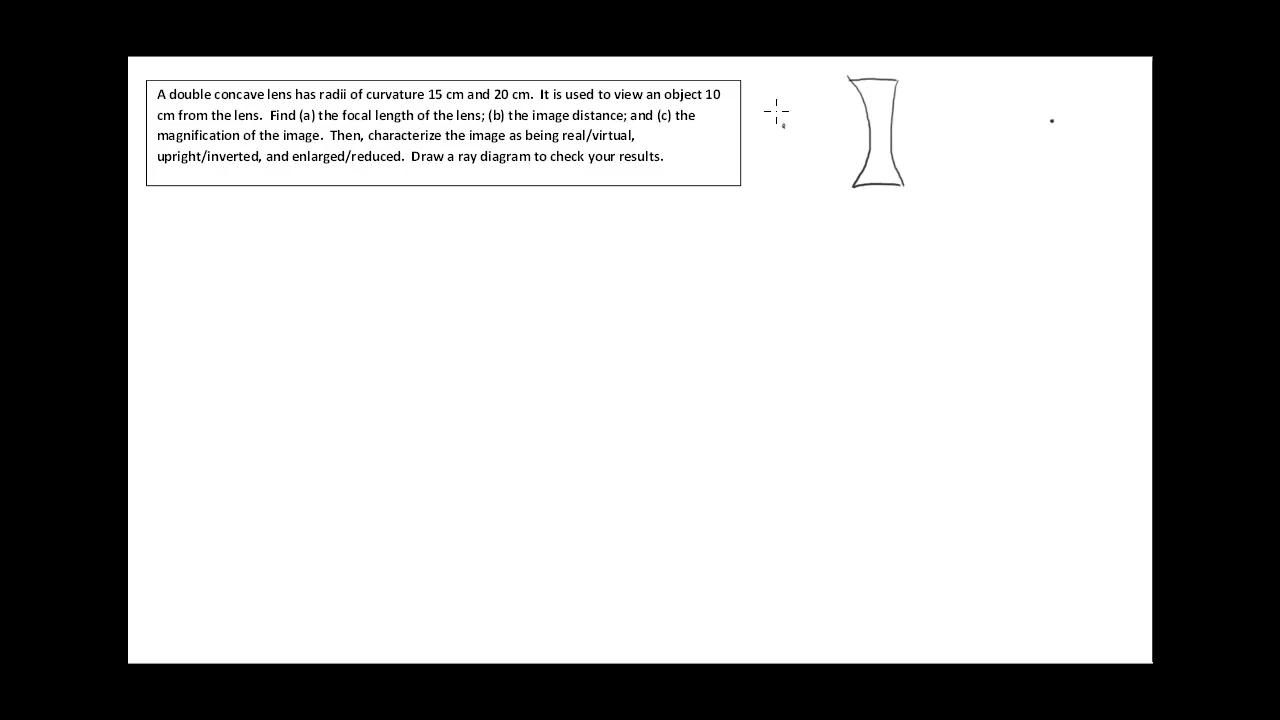 A double concave lens has radii of curvature 15 cm and 20 cm. It is used to view an object 10
cm from the lens. Find (a) the focal length of the lens; (b) the image distance; and (c) the
magnification of the image. Then, characterize the image as being real/virtual,
upright/inverted, and enlarged/reduced. Draw a ray diagram to check your results.